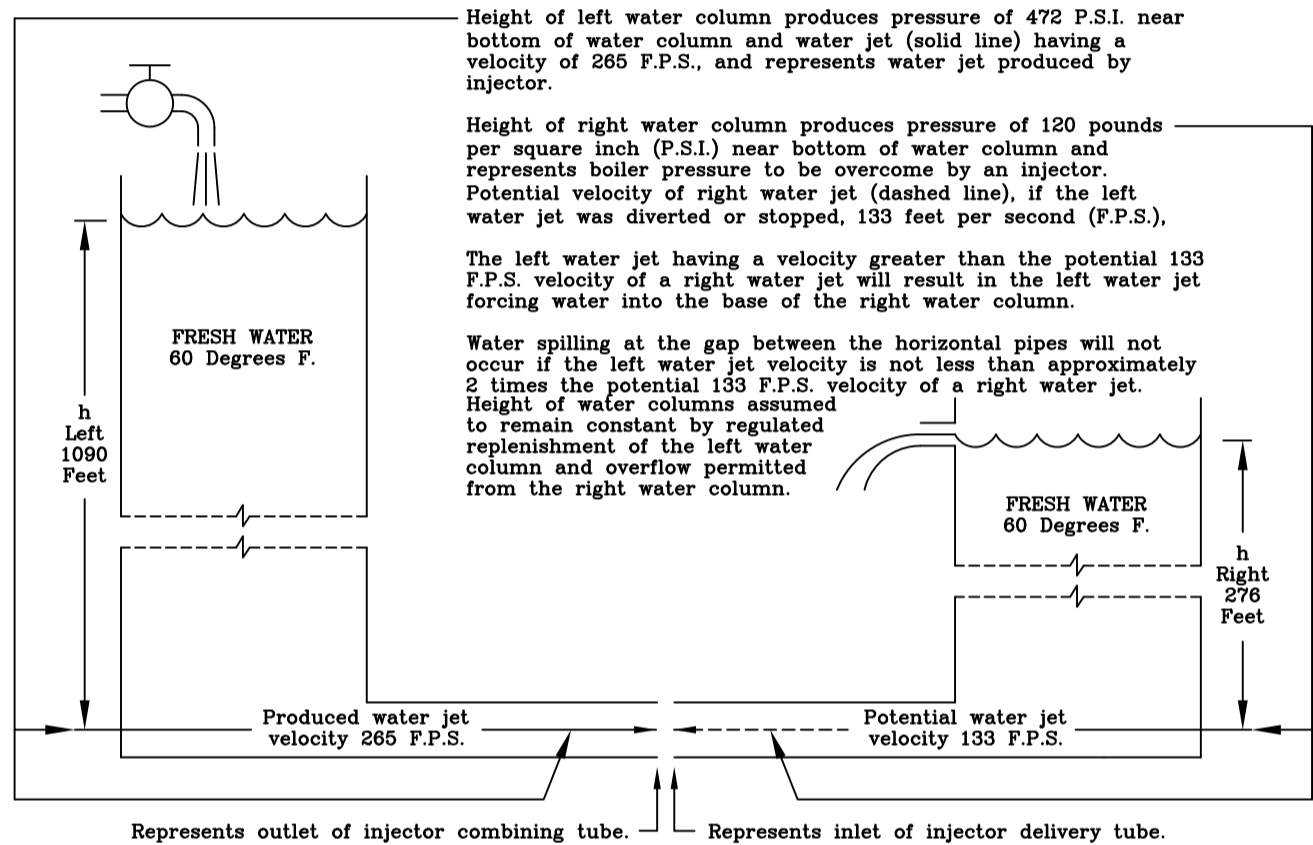 Height of left water column produces pressure of 472 P.S.I. near
bottom of water column and water jet (solid line) having a
velocity of 265 F.P.S., and represents water jet produced by
injector.
Height of right water column produces pressure of 120 pounds
per square inch (P.S.I.) near bottom of water column and
represents boiler pressure to be overcome by an injector.
Potential velocity of right water jet (dashed line), if the left
water jet was diverted or stopped, 133 feet per second (F.P.S.),
The left water jet having a velocity greater than the potential 133
F.P.S. velocity of a right water jet will result in the left water jet
forcing water into the base of the right water column.
Water spilling at the gap between the horizontal pipes will not
occur if the left water jet velocity is not less than approximately
2 times the potential 133 F.P.S. velocity of a right water jet.
Height of water columns assumed
to remain constant by regulated
replenishment of the left water
column and overflow permitted
from the right water column.
FRESH WATER
60 Degrees F.
h
Left
1090
Feet
FRESH WATER
60 Degrees F.
h
Right
276
Feet
Produced water jet
velocity 265 F.P.S.
Potential water jet
velocity 133 F.P.S.
Represents outlet of injector combining tube.
Represents inlet of injector delivery tube.